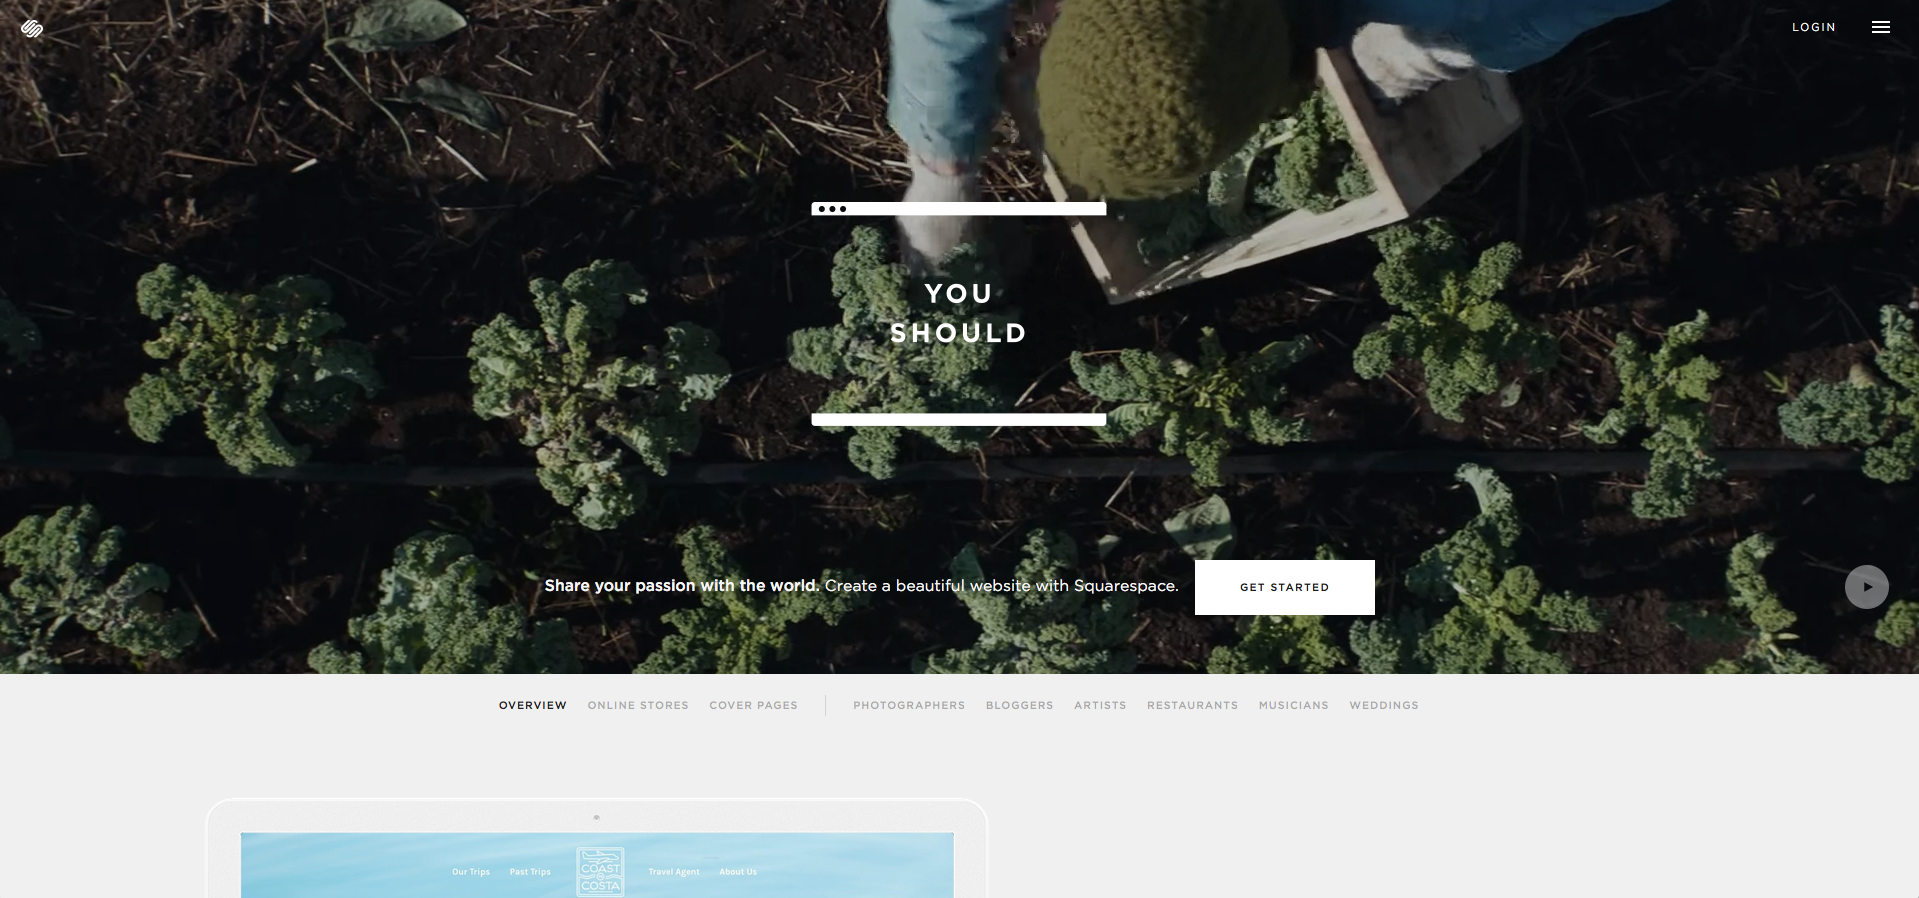 LOGIN
YOU
SHOULD
Share your passion with the world. Create a beautiful website with Squarespace.
GET STARTED
OVERVIEW ONLINE STORES COVER PAGES PHOTOGRAPHERS BLOGGERS ARTISTS RESTAURANTS MUSICIANS WEDDINGS
Our Trips Past Trips Travel Agent About Us
COAST
COSTA